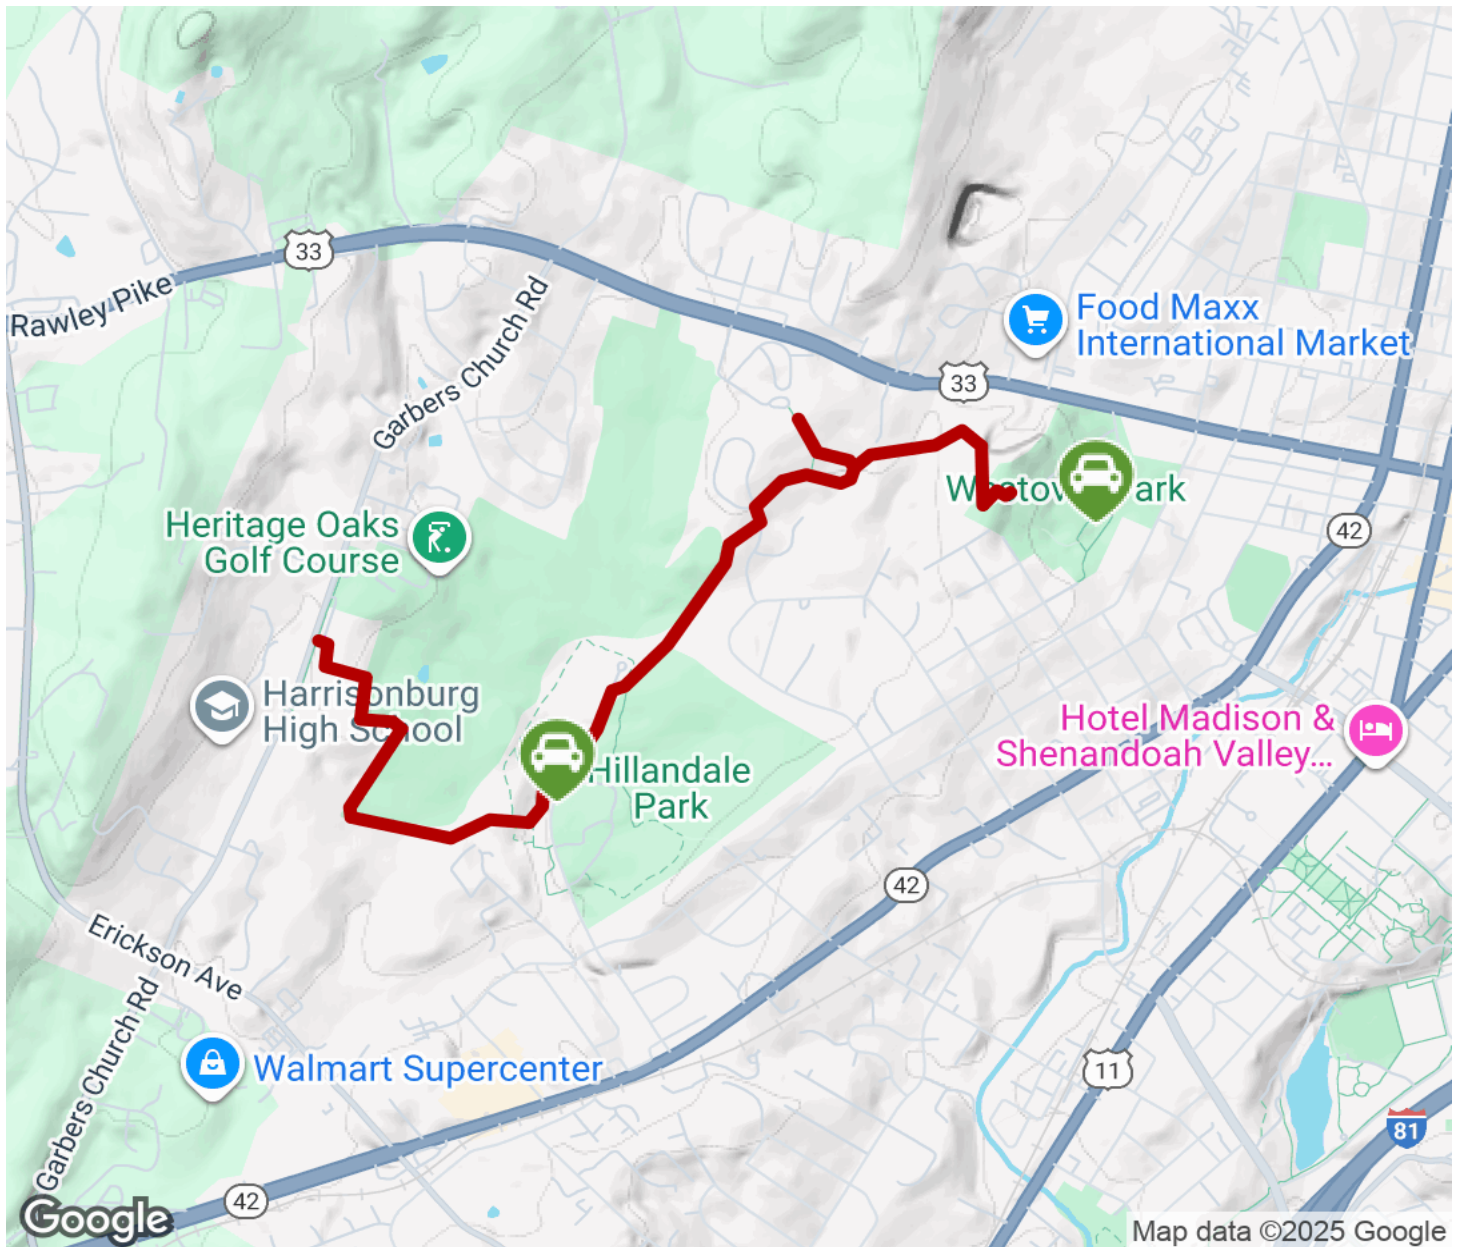 33
Rawley Pike
Garbers Church Rd
Food Maxx
International Market
33
Heritage Oaks
Golf Course
42
Harrisonburg
High School
Hotel Madison &
Shenandoah Valley...
Hillandale
Park
42
Erickson Ave
Garbers Church Rd
Walmart Supercenter
11
81
42
Google
Map data ©2025 Google